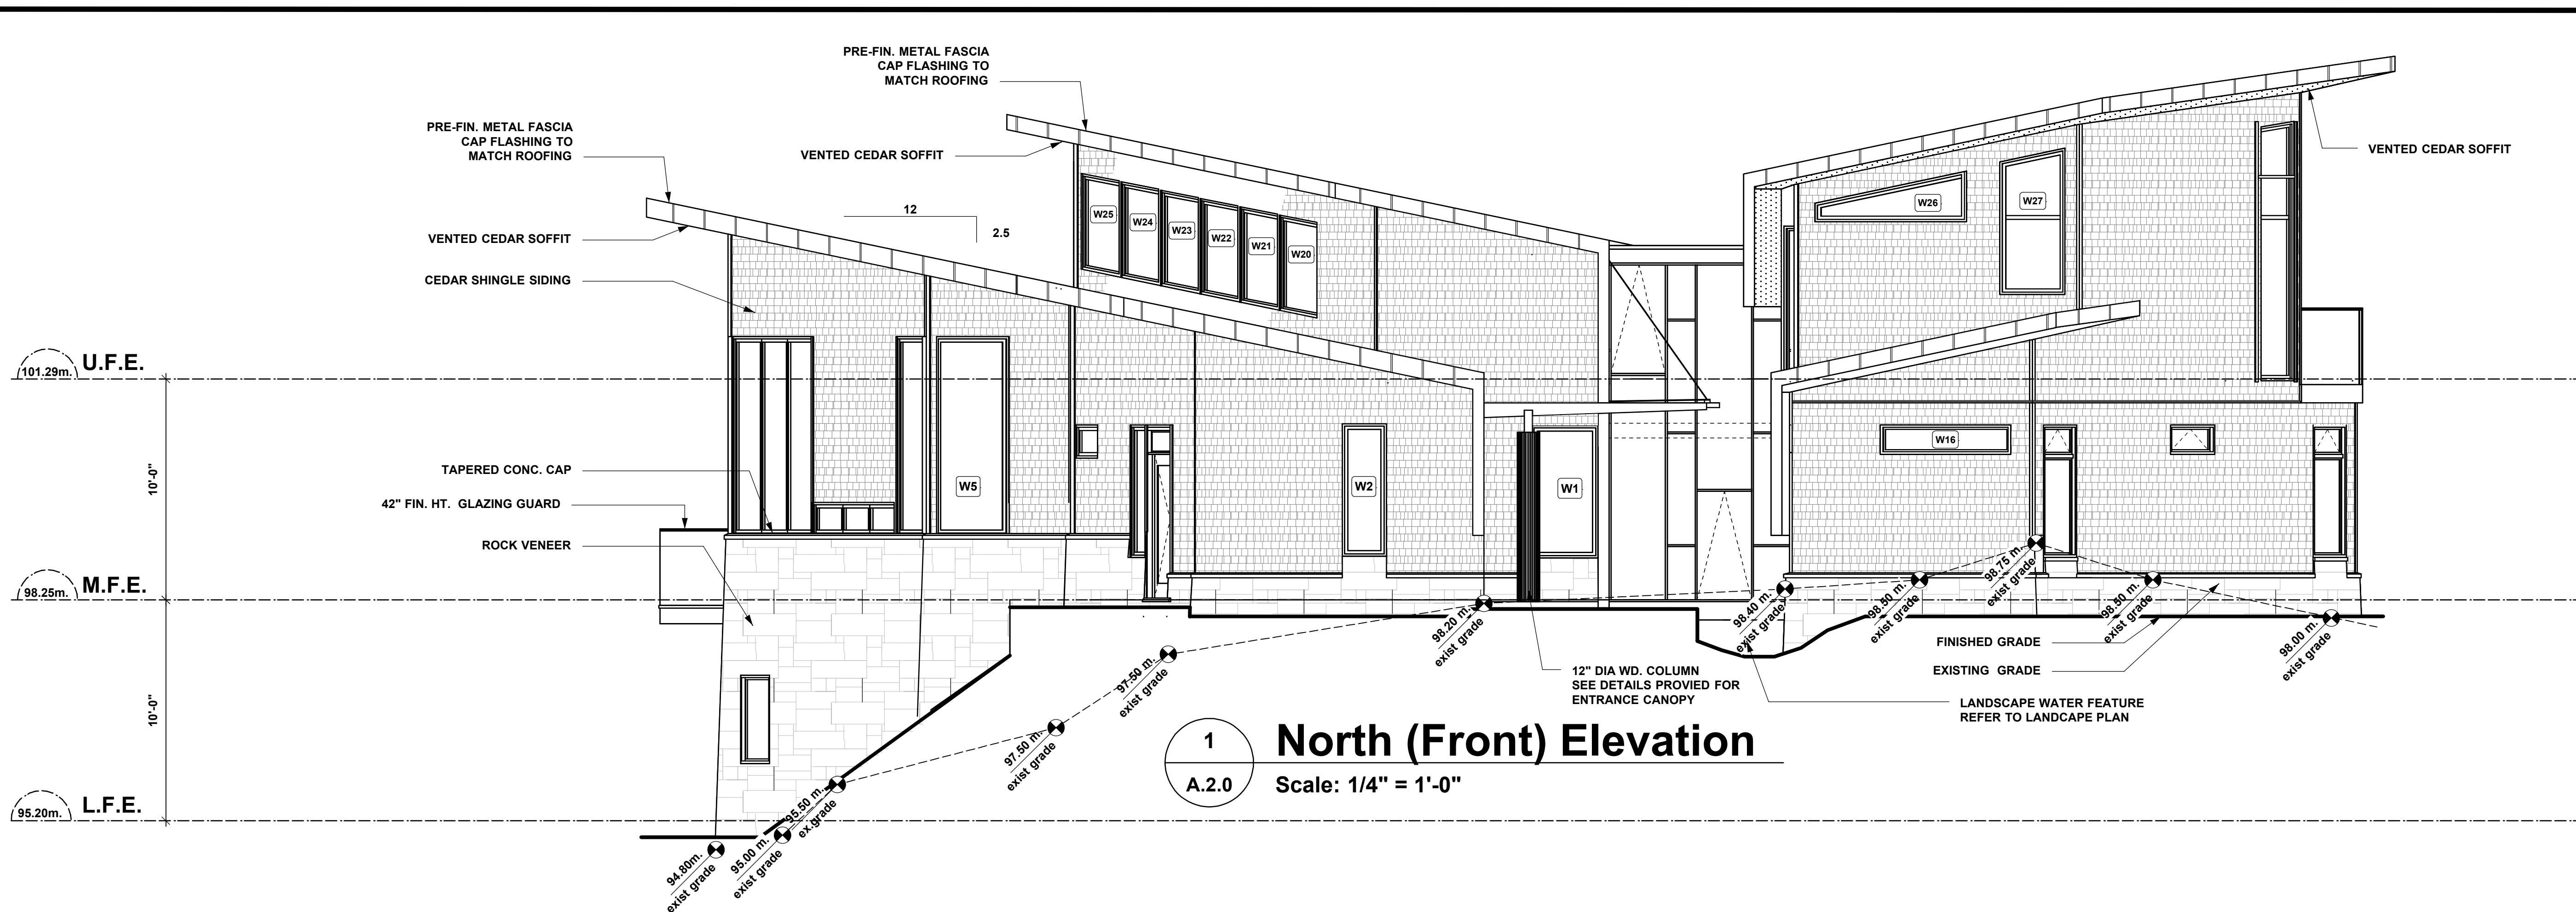 PRE-FIN. METAL FASCIA
CAP FLASHING TO
MATCH ROOFING
PRE-FIN. METAL FASCIA
CAP FLASHING TO
MATCH ROOFING
VENTED CEDAR SOFFIT
VENTED CEDAR SOFFIT
12
2.5
VENTED CEDAR SOFFIT
CEDAR SHINGLE SIDING
W25
W24
W23
W22
W21
W20
W26
W27
101.29m.
U.F.E.
10'-0"
TAPERED CONC. CAP
42" FIN. HT. GLAZING GUARD
ROCK VENEER
W5
W2
W1
W16
98.25m.
M.F.E.
10'-0"
95.20m.
L.F.E.
94.80m.
exist grade
95.00 m.
exist grade
95.50 m.
ex.grade
97.50 m.
exist grade
97.50 m.
exist grade
98.20 m.
exist grade
98.40 m.
exist grade
98.50 m.
exist grade
98.75 m.
exist grade
98.50 m.
exist grade
98.00 m.
exist grade
FINISHED GRADE
EXISTING GRADE
12" DIA WD. COLUMN
SEE DETAILS PROVIED FOR
ENTRANCE CANOPY
LANDSCAPE WATER FEATURE
REFER TO LANDCAPE PLAN
1
A.2.0
North (Front) Elevation
Scale: 1/4" = 1'-0"